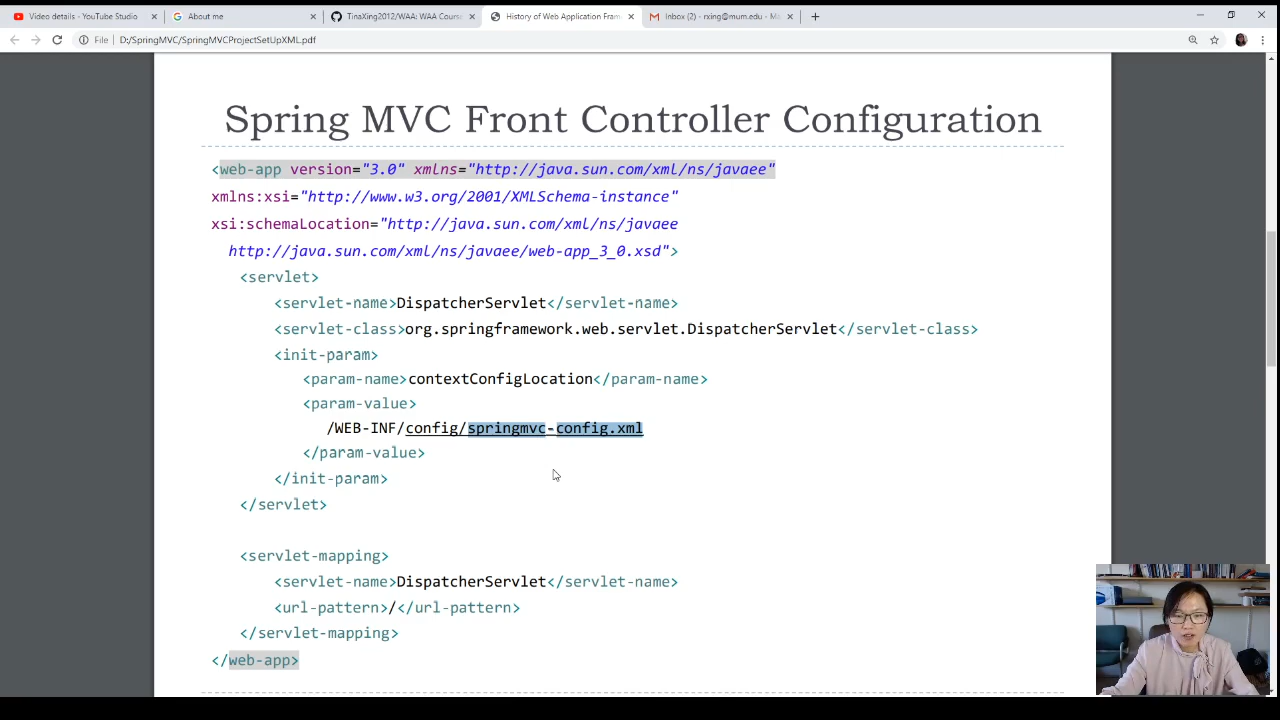 Video details - YouTube Studio
About me
TinaXing2012/WAA: WAA Cours
History of Web Application Fram
Inbox (2) - rxing@mum.edu - Ma
File
D:/SpringMVC/SpringMVCProjectSetUpXML.pdf
Spring MVC Front Controller Configuration
<web-app version="3.0" xmlns="http://java.sun.com/xml/ns/javaee"
xmlns:xsi="http://www.w3.org/2001/XMLSchema-instance"
xsi:schemaLocation="http://java.sun.com/xml/ns/javaee
http://java.sun.com/xml/ns/javaee/web-app_3_0.xsd">
<servlet>
<servlet-name>DispatcherServlet</servlet-name>
<servlet-class>org.springframework.web.servlet.DispatcherServlet</servlet-class>
<init-param>
<param-name>contextConfigLocation</param-name>
<param-value>
/WEB-INF/config/springmvc-config.xml
</param-value>
</init-param>
</servlet>
<servlet-mapping>
<servlet-name>DispatcherServlet</servlet-name>
<url-pattern>/</url-pattern>
</servlet-mapping>
</web-app>